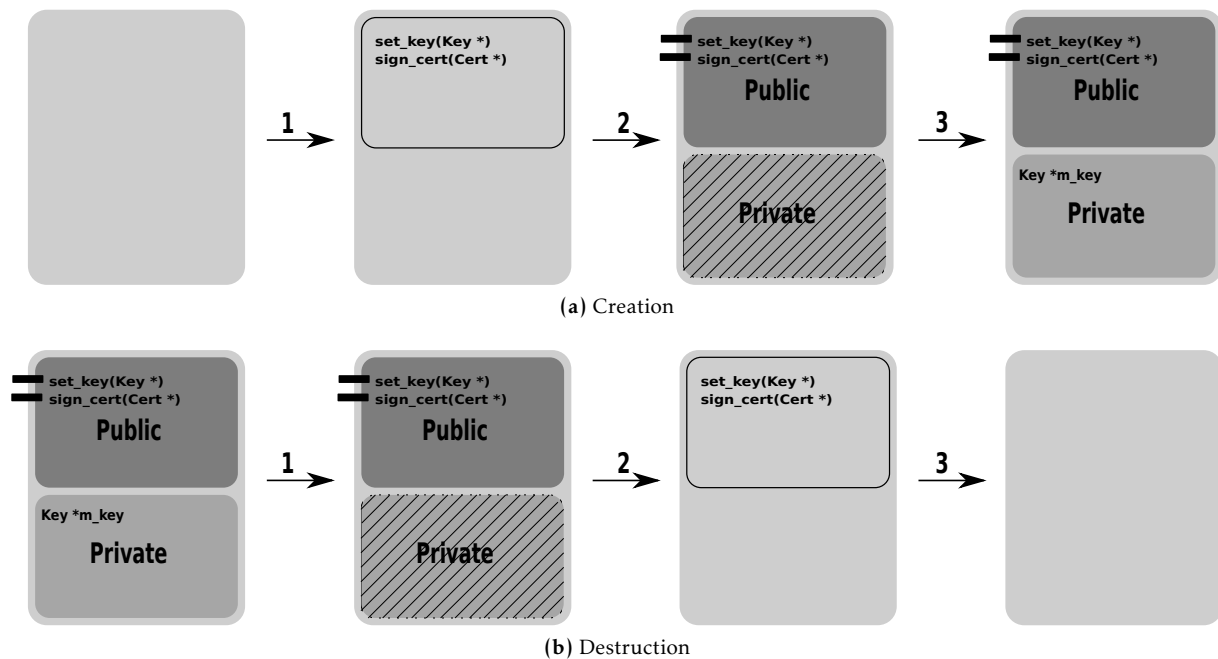 set_key(Key *)
sign_cert(Cert *)
set_key(Key *)
sign_cert(Cert *)
Public
Private
set_key(Key *)
sign_cert(Cert *)
Public
Key *m_key
Private
1
2
3
(a) Creation
set_key(Key *)
sign_cert(Cert *)
Public
Key *m_key
Private
set_key(Key *)
sign_cert(Cert *)
Public
Private
set_key(Key *)
sign_cert(Cert *)
1
2
3
(b) Destruction